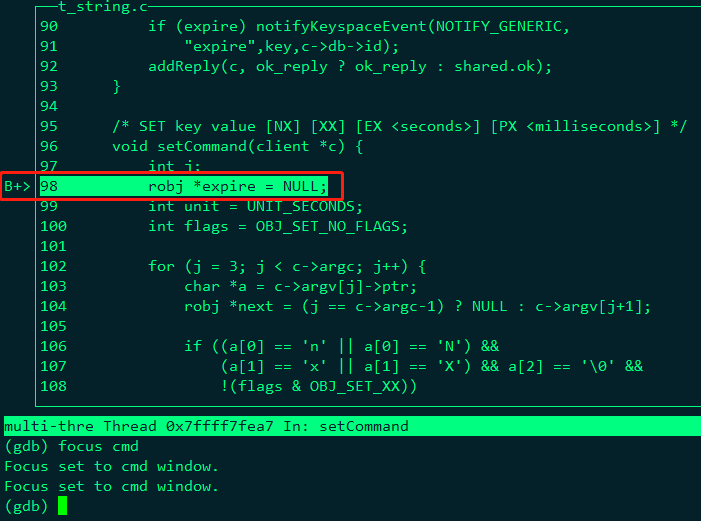 t_string.c
90          if (expire) notifyKeyspaceEvent(NOTIFY_GENERIC,
91              "expire",key,c->db->id);
92          addReply(c, ok_reply ? ok_reply : shared.ok);
93      }
94
95      /* SET key value [NX] [XX] [EX <seconds>] [PX <milliseconds>] */
96      void setCommand(client *c) {
97          int j;
B+> 98          robj *expire = NULL;
99          int unit = UNIT_SECONDS;
100         int flags = OBJ_SET_NO_FLAGS;
101
102         for (j = 3; j < c->argc; j++) {
103             char *a = c->argv[j]->ptr;
104             robj *next = (j == c->argc-1) ? NULL : c->argv[j+1];
105
106             if ((a[0] == 'n' || a[0] == 'N') &&
107                 (a[1] == 'x' || a[1] == 'X') && a[2] == '\0' &&
108                 !(flags & OBJ_SET_XX))
multi-thre Thread 0x7ffff7fea7 In: setCommand
(gdb) focus cmd
Focus set to cmd window.
Focus set to cmd window.
(gdb)